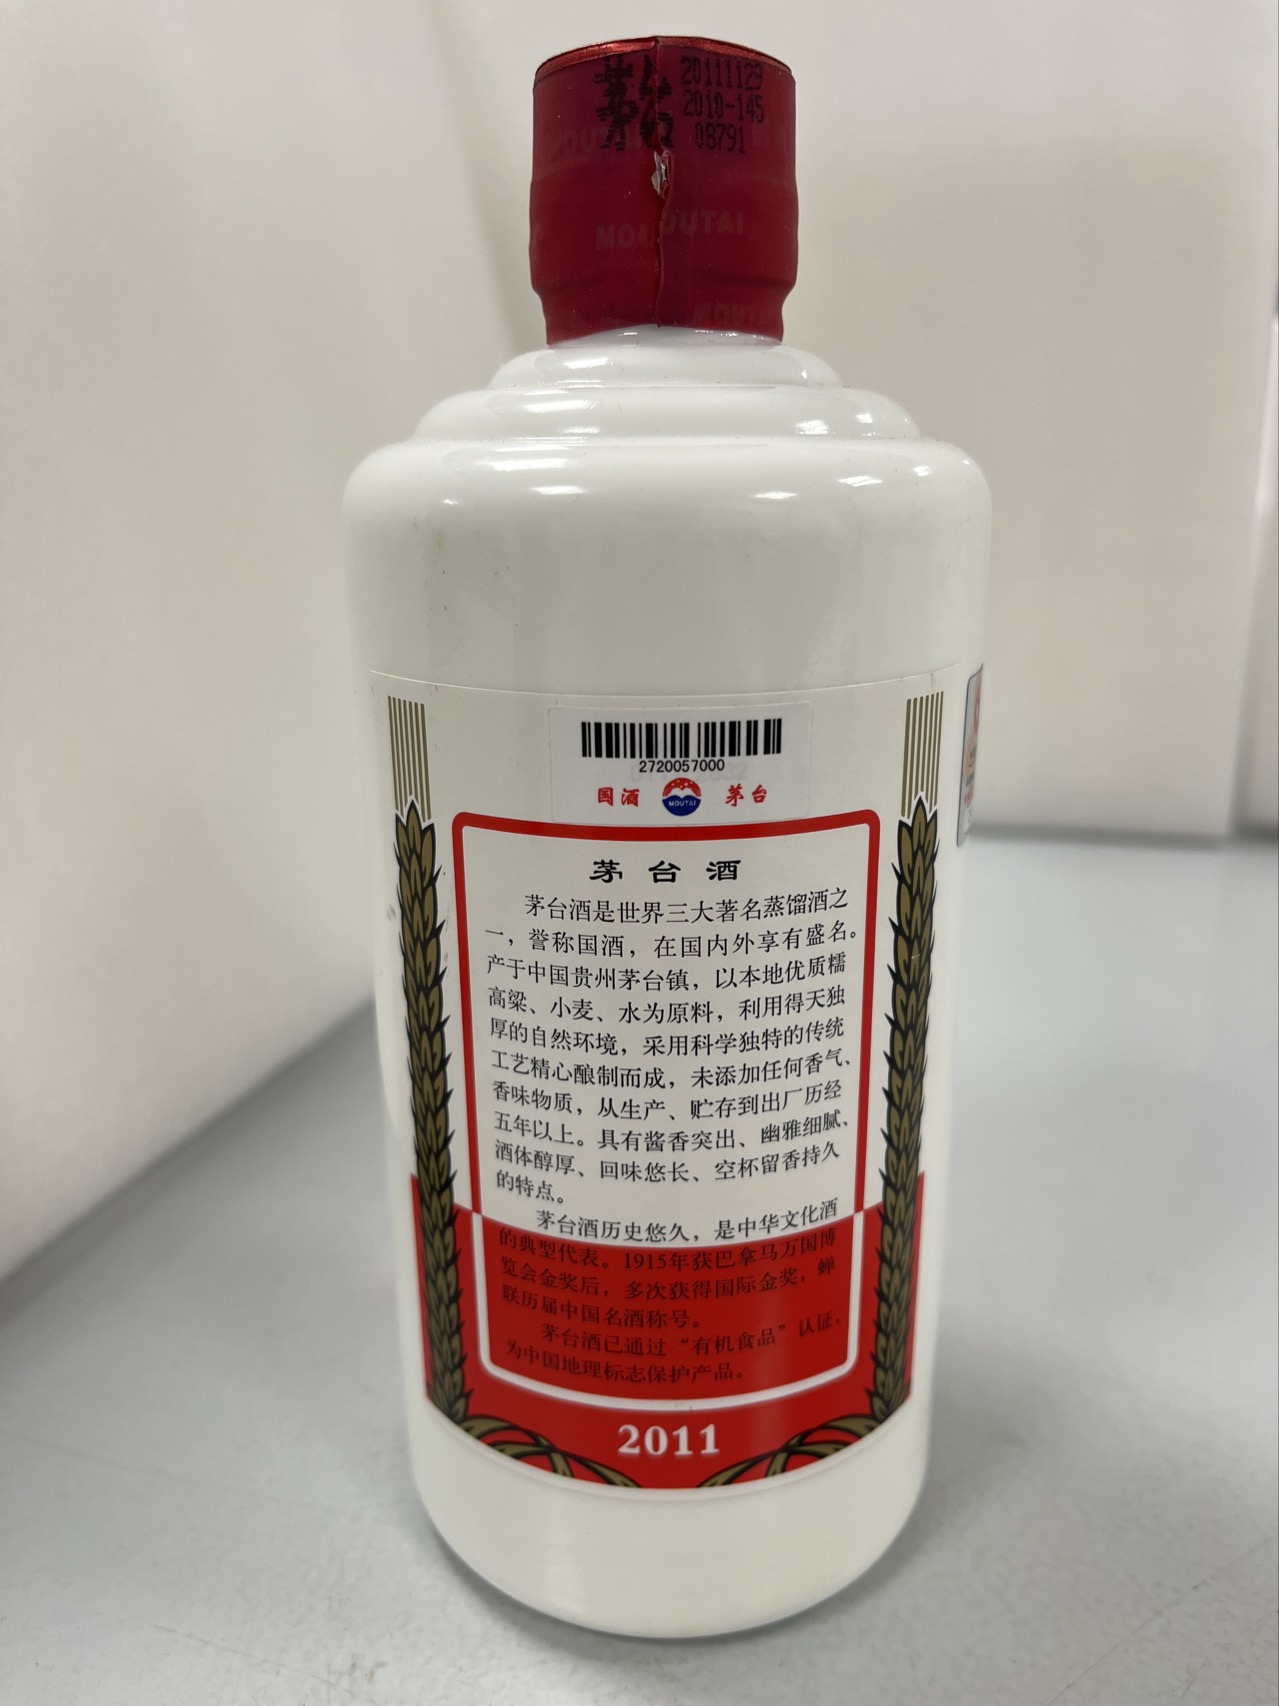 茅台
20111129
2010-145
08791
MOUTAI
2720057000
国酒 MOUTAI 茅台
茅台酒
茅台酒是世界三大著名蒸馏酒之
一，誉称国酒，在国内外享有盛名。
产于中国贵州茅台镇，以本地优质糯
高粱、小麦、水为原料，利用得天独
厚的自然环境，采用科学独特的传统
工艺精心酿制而成，未添加任何香气、
香味物质，从生产、贮存到出厂历经
五年以上。具有酱香突出、幽雅细腻、
酒体醇厚、回味悠长、空杯留香持久
的特点。
茅台酒历史悠久，是中华文化酒
的典型代表。1915年获巴拿马万国博
览会金奖后，多次获得国际金奖，蝉
联历届中国名酒称号。
茅台酒已通过“有机食品”认证，
为中国地理标志保护产品。
2011